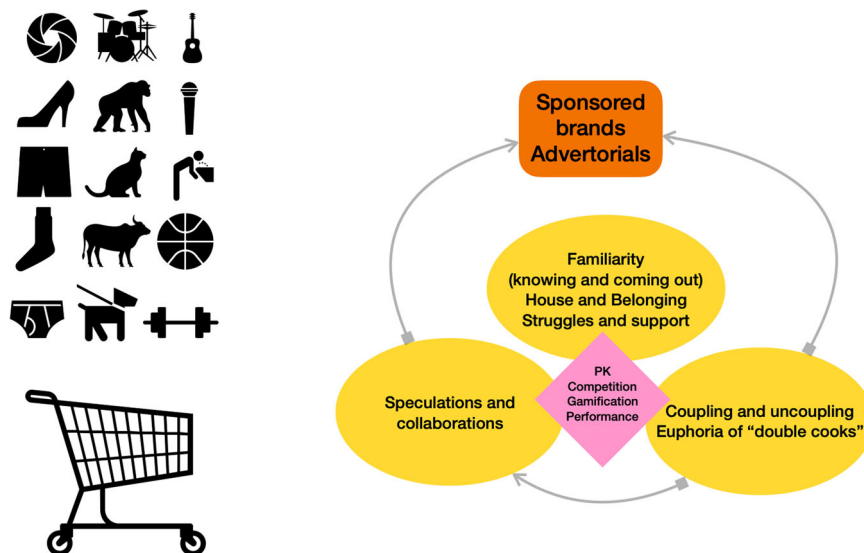 Sponsored
brands
Advertorials
Familiarity
(knowing and coming out)
House and Belonging
Struggles and support
PK
Competition
Gamification
Performance
Speculations and
collaborations
Coupling and uncoupling
Euphoria of “double cooks”